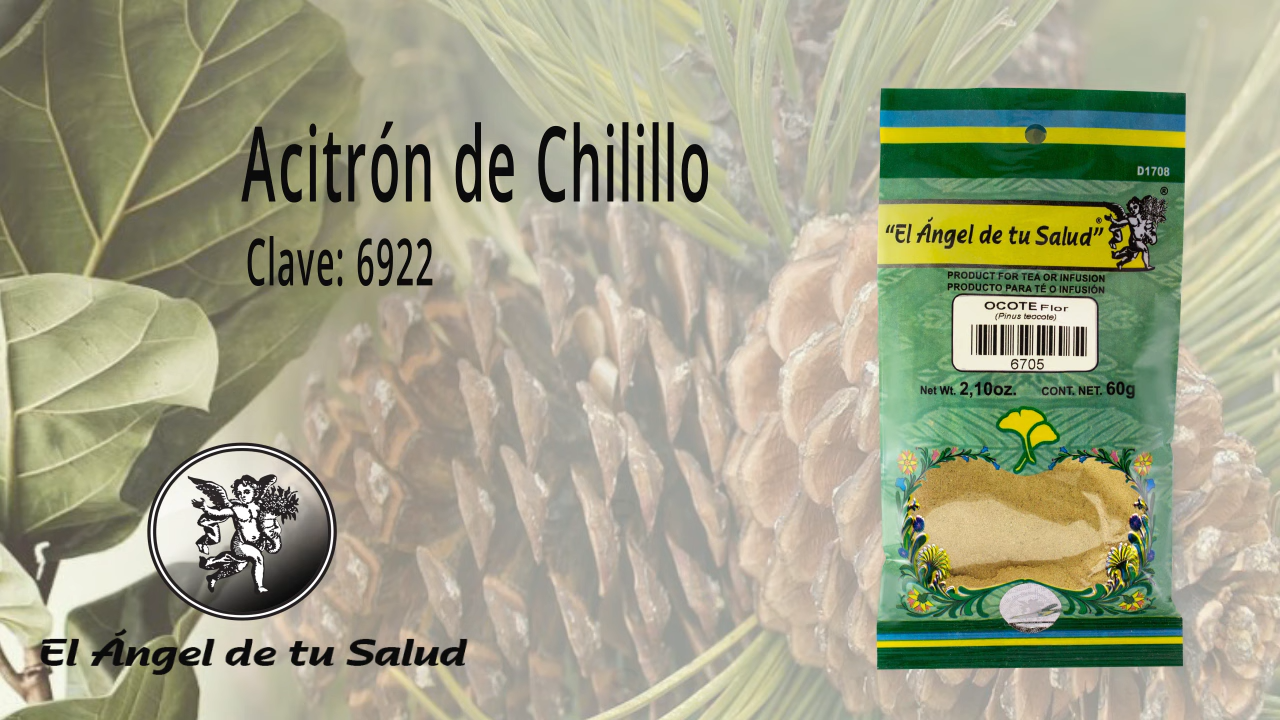 Acitrón de Chilillo
Clave: 6922
El Ángel de tu Salud
D1708
®
“El Ángel de tu Salud”®
PRODUCT FOR TEA OR INFUSION
PRODUCTO PARA TÉ O INFUSIÓN
OCOTE Flor
(Pinus teocote)
6705
Net Wt. 2,10oz. CONT. NET. 60g